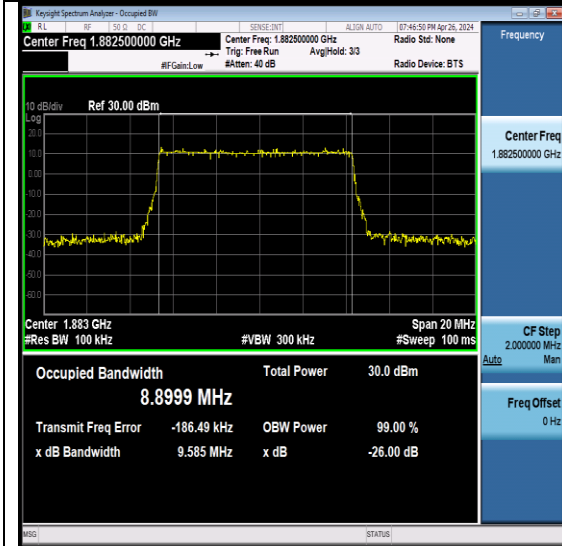 Keysight Spectrum Analyzer - Occupied BW
RL RF 50 Ω DC SENSE:INT ALIGN AUTO 07:46:50 PM Apr 26, 2024
Center Freq 1.882500000 GHz
Center Freq: 1.882500000 GHz
Radio Std: None
Trig: Free Run Avg|Hold: 3/3
#IFGain:Low #Atten: 40 dB Radio Device: BTS
10 dB/div Ref 30.00 dBm
Log
20.0
10.0
0.00
-10.0
-20.0
-30.0
-40.0
-50.0
-60.0
Center 1.883 GHz Span 20 MHz
#Res BW 100 kHz #VBW 300 kHz #Sweep 100 ms
Occupied Bandwidth Total Power 30.0 dBm
8.8999 MHz
Transmit Freq Error -186.49 kHz OBW Power 99.00 %
x dB Bandwidth 9.585 MHz x dB -26.00 dB
MSG STATUS
Frequency
Center Freq
1.882500000 GHz
CF Step
2.000000 MHz
Auto Man
Freq Offset
0 Hz